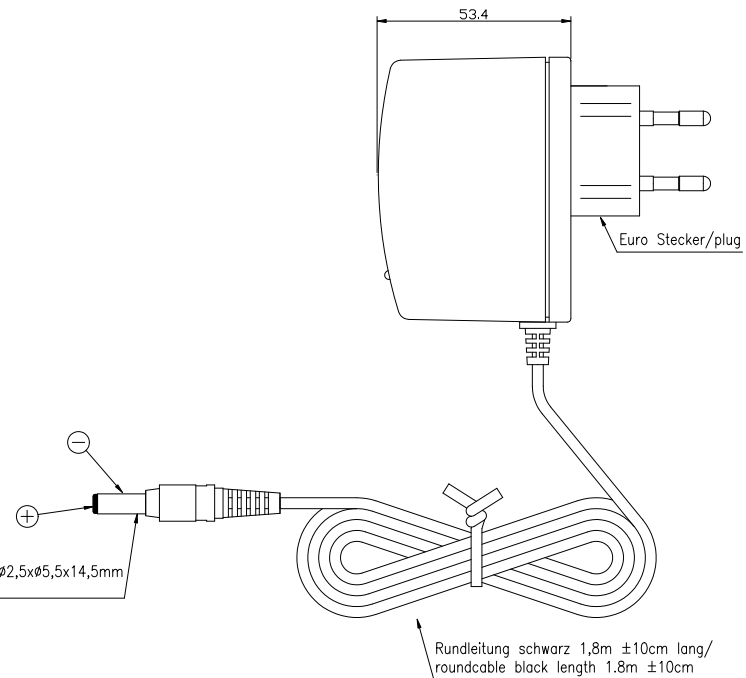 53.4
Euro Stecker/plug
−
+
ø2,5xø5,5x14,5mm
Rundleitung schwarz 1,8m ±10cm lang/
roundcable black length 1.8m ±10cm